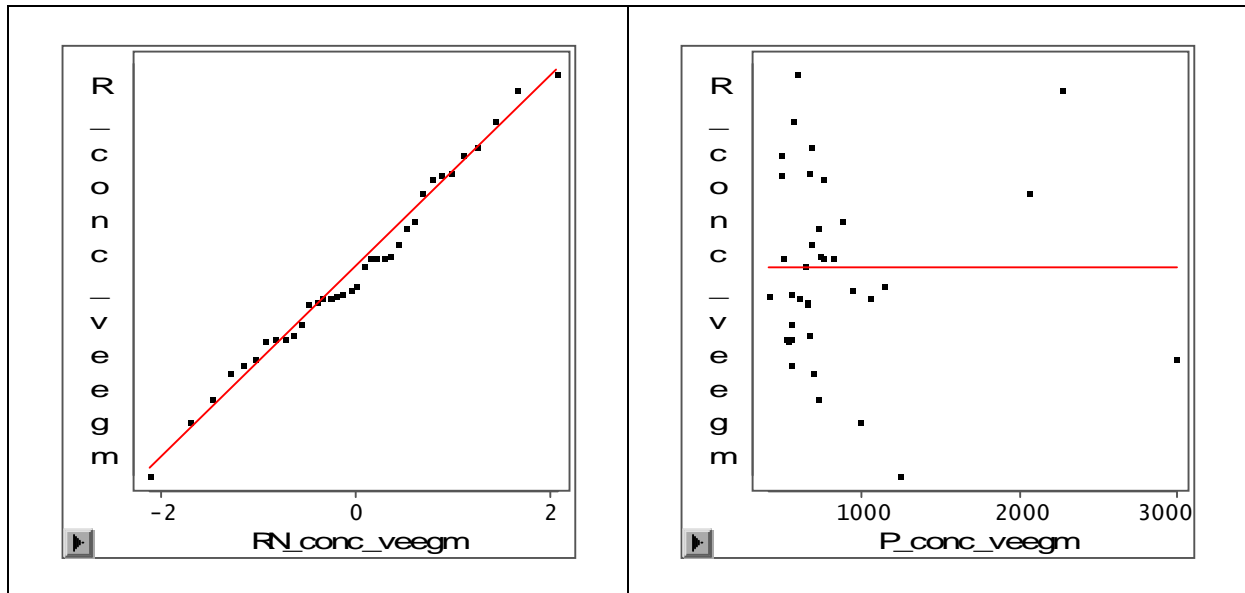 R_conc_veegm
-2 0 2
RN_conc_veegm
R_conc_veegm
1000 2000 3000
P_conc_veegm